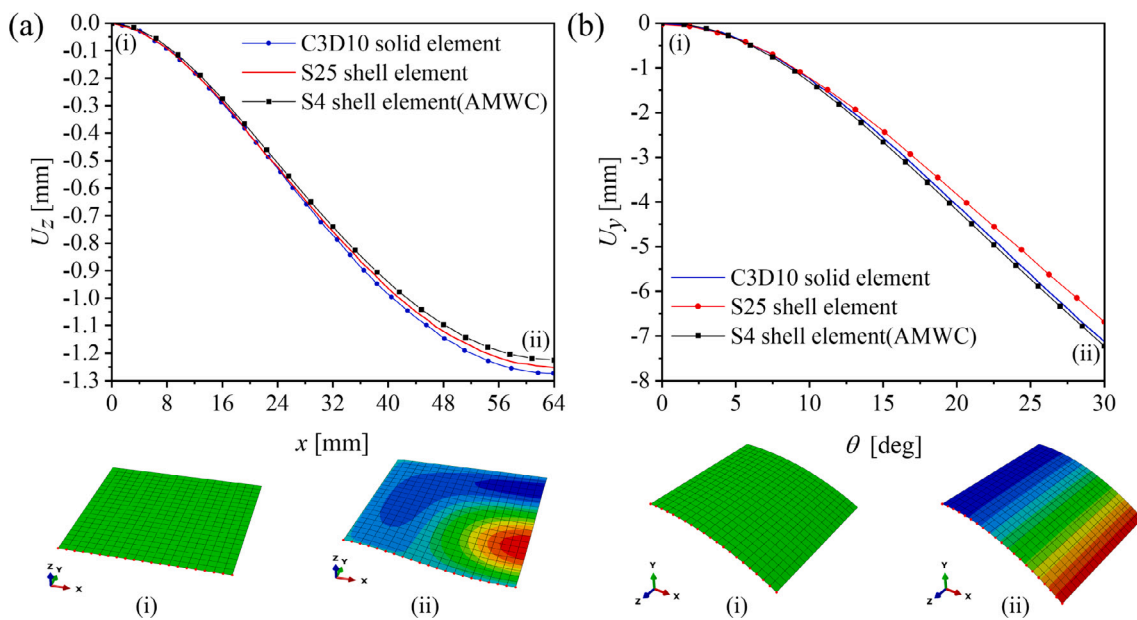 (a)
0.0
-0.1
-0.2
-0.3
-0.4
-0.5
-0.6
-0.7
-0.8
-0.9
-1.0
-1.1
-1.2
-1.3
Uz [mm]
(i)
C3D10 solid element
S25 shell element
S4 shell element(AMWC)
(ii)
0 8 16 24 32 40 48 56 64
x [mm]
(b)
0
-1
-2
-3
-4
-5
-6
-7
-8
Uy [mm]
(i)
C3D10 solid element
S25 shell element
S4 shell element(AMWC)
(ii)
0 5 10 15 20 25 30
θ [deg]
Z Y X
(i)
Z Y X
(ii)
Y Z X
(i)
Y Z X
(ii)